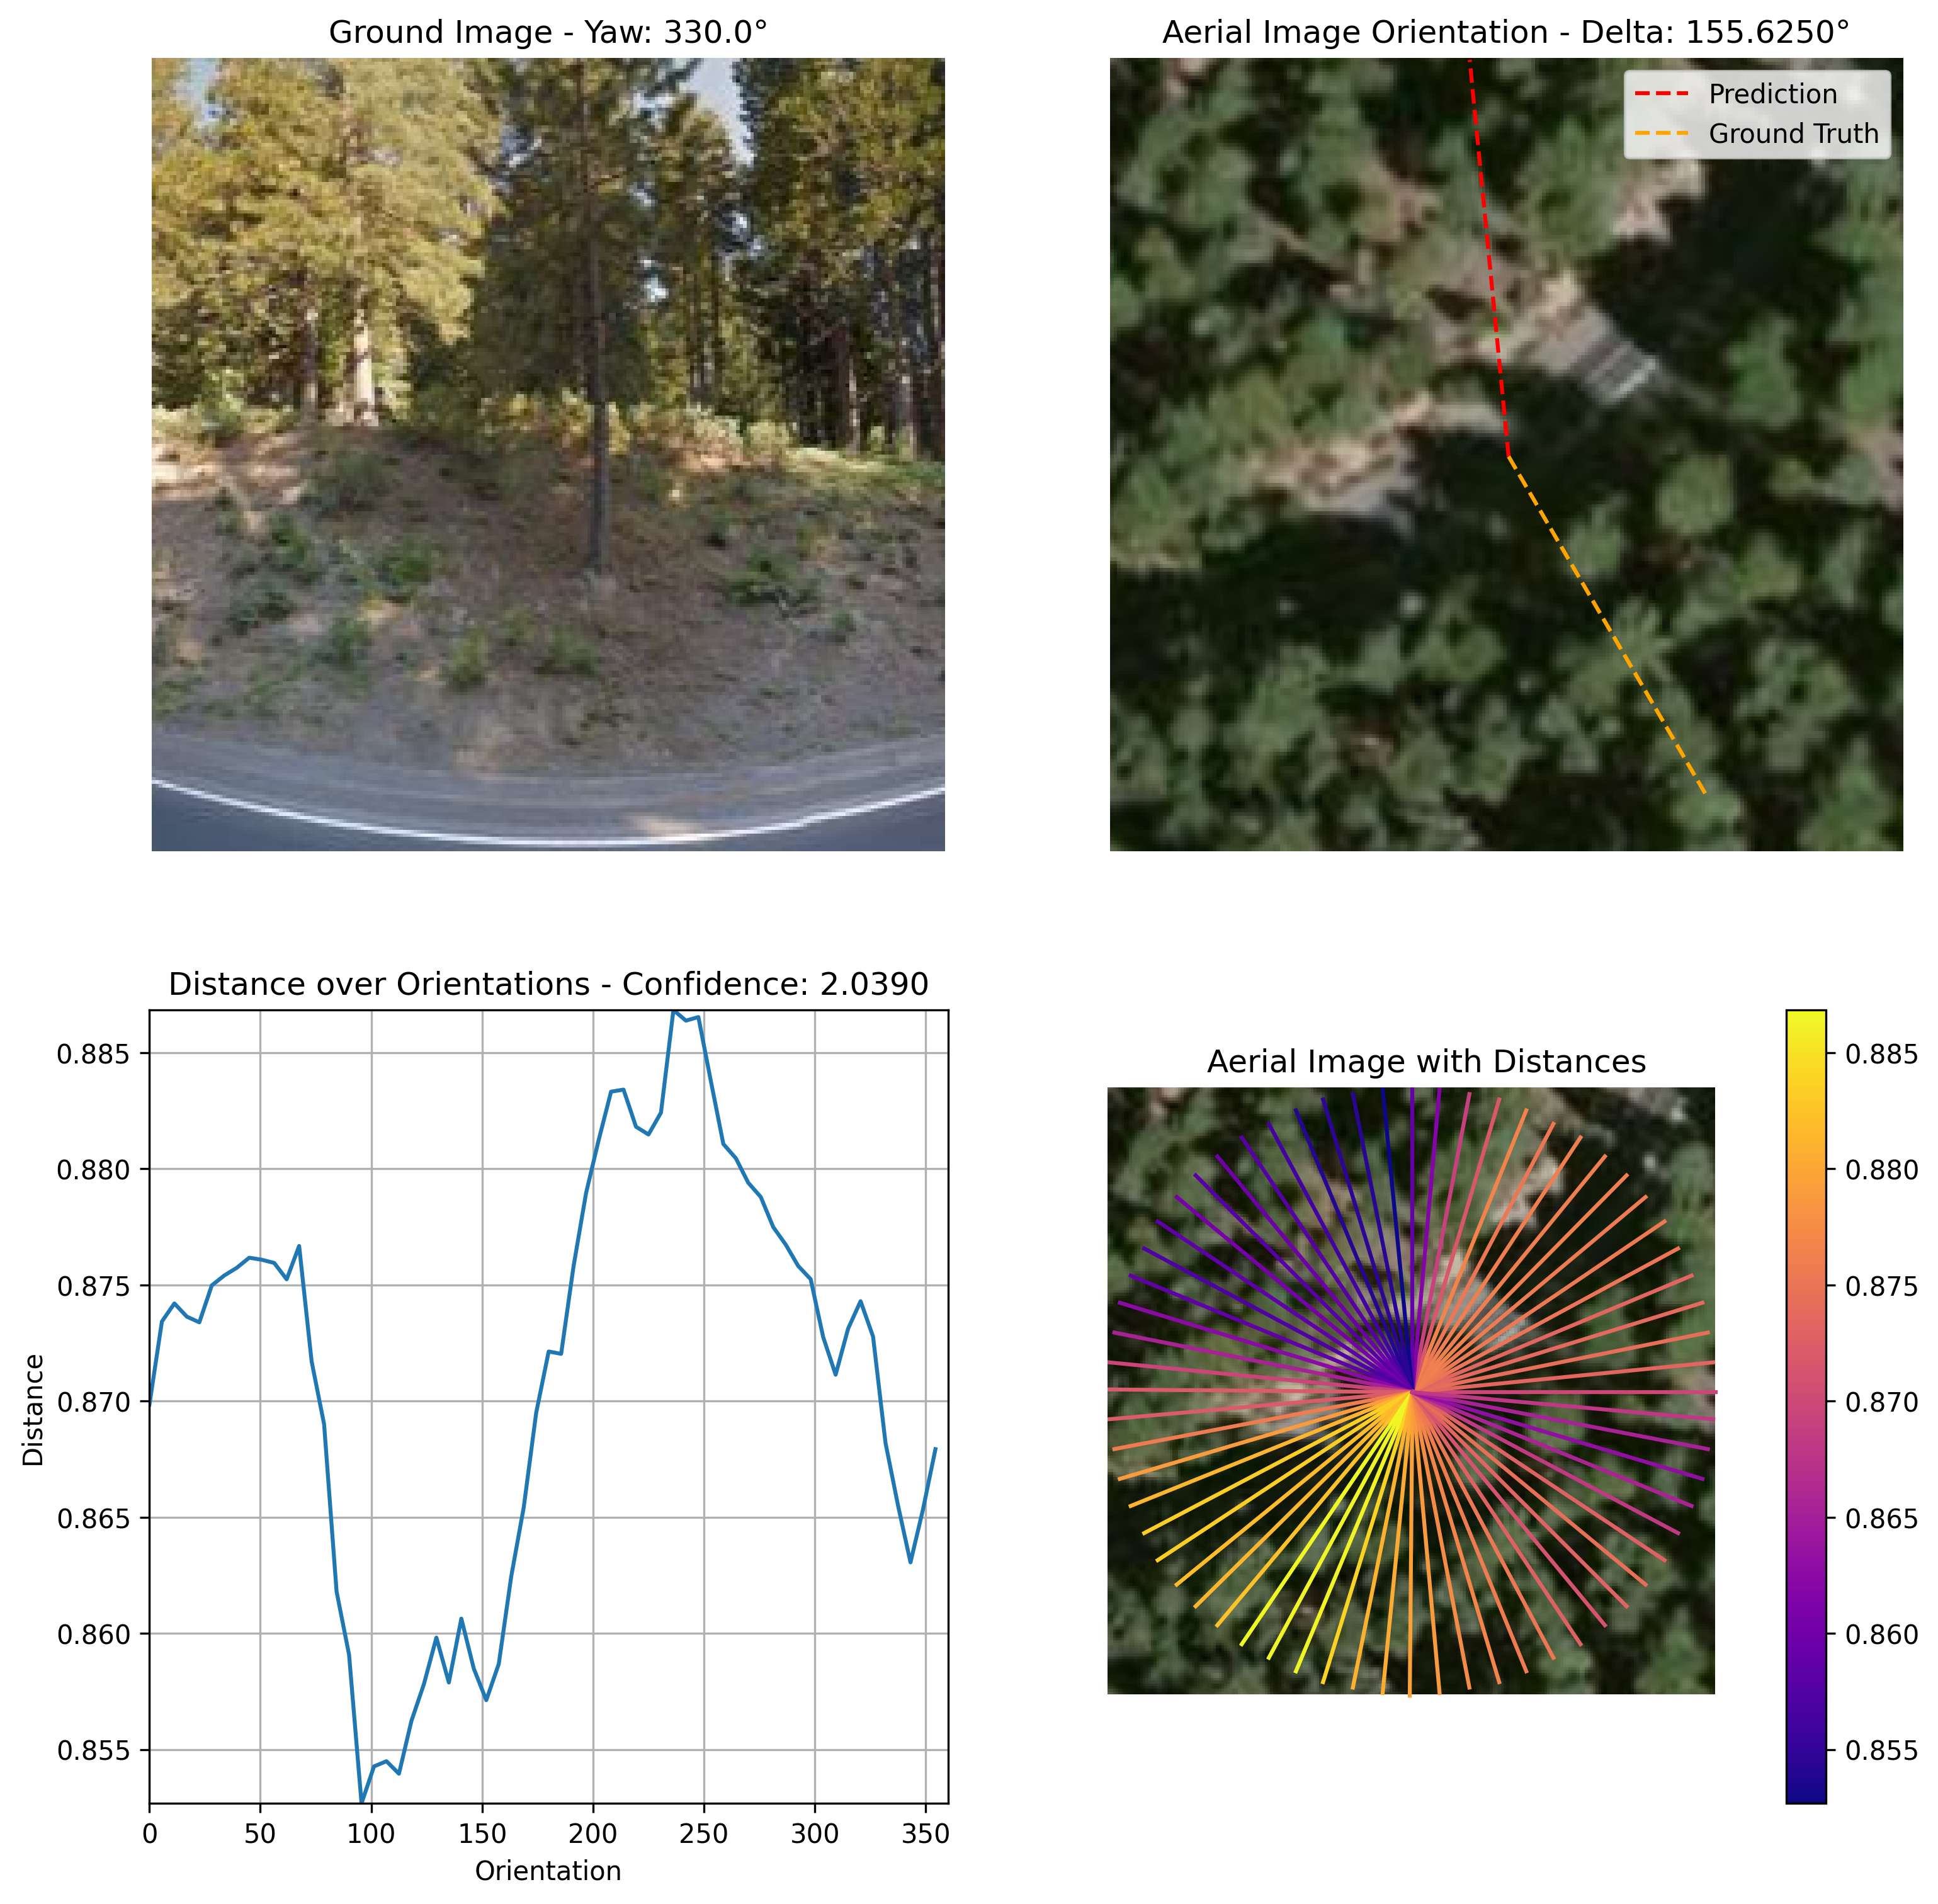 Ground Image - Yaw: 330.0°
Aerial Image Orientation - Delta: 155.6250°
Prediction
Ground Truth
Distance over Orientations - Confidence: 2.0390
0.885
0.880
0.875
0.870
0.865
0.860
0.855
Distance
0
50
100
150
200
250
300
350
Orientation
Aerial Image with Distances
0.885
0.880
0.875
0.870
0.865
0.860
0.855